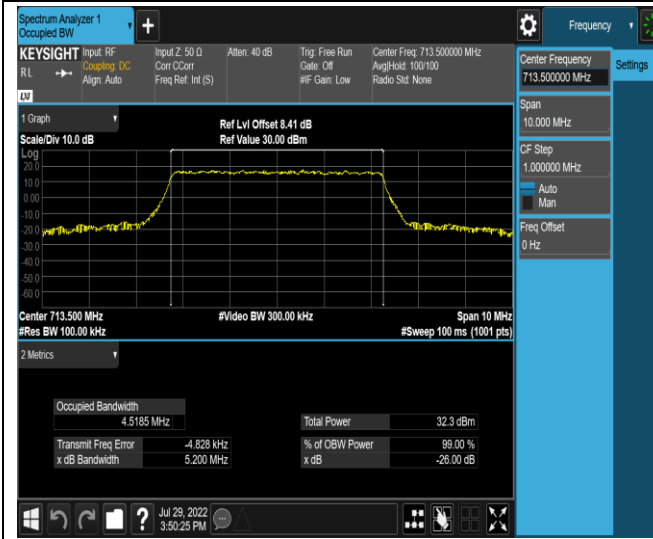 Spectrum Analyzer 1
Occupied BW
Frequency
KEYSIGHT
Input: RF
Coupling: DC
Align: Auto
Input Z: 50 Ω
Corr CCorr
Freq Ref: Int (S)
Atten: 40 dB
Trig: Free Run
Gate: Off
#IF Gain: Low
Center Freq: 713.500000 MHz
Avg|Hold: 100/100
Radio Std: None
R L
LXI
1 Graph
Scale/Div 10.0 dB
Ref Lvl Offset 8.41 dB
Ref Value 30.00 dBm
Log
20.0
10.0
0.00
-10.0
-20.0
-30.0
-40.0
-50.0
-60.0
Center 713.500 MHz
#Video BW 300.00 kHz
Span 10 MHz
#Res BW 100.00 kHz
#Sweep 100 ms (1001 pts)
2 Metrics
Occupied Bandwidth
4.5185 MHz
Total Power 32.3 dBm
Transmit Freq Error -4.828 kHz
% of OBW Power 99.00 %
x dB Bandwidth 5.200 MHz
x dB -26.00 dB
Jul 29, 2022
3:50:25 PM
Center Frequency
713.500000 MHz
Settings
Span
10.000 MHz
CF Step
1.000000 MHz
Auto
Man
Freq Offset
0 Hz